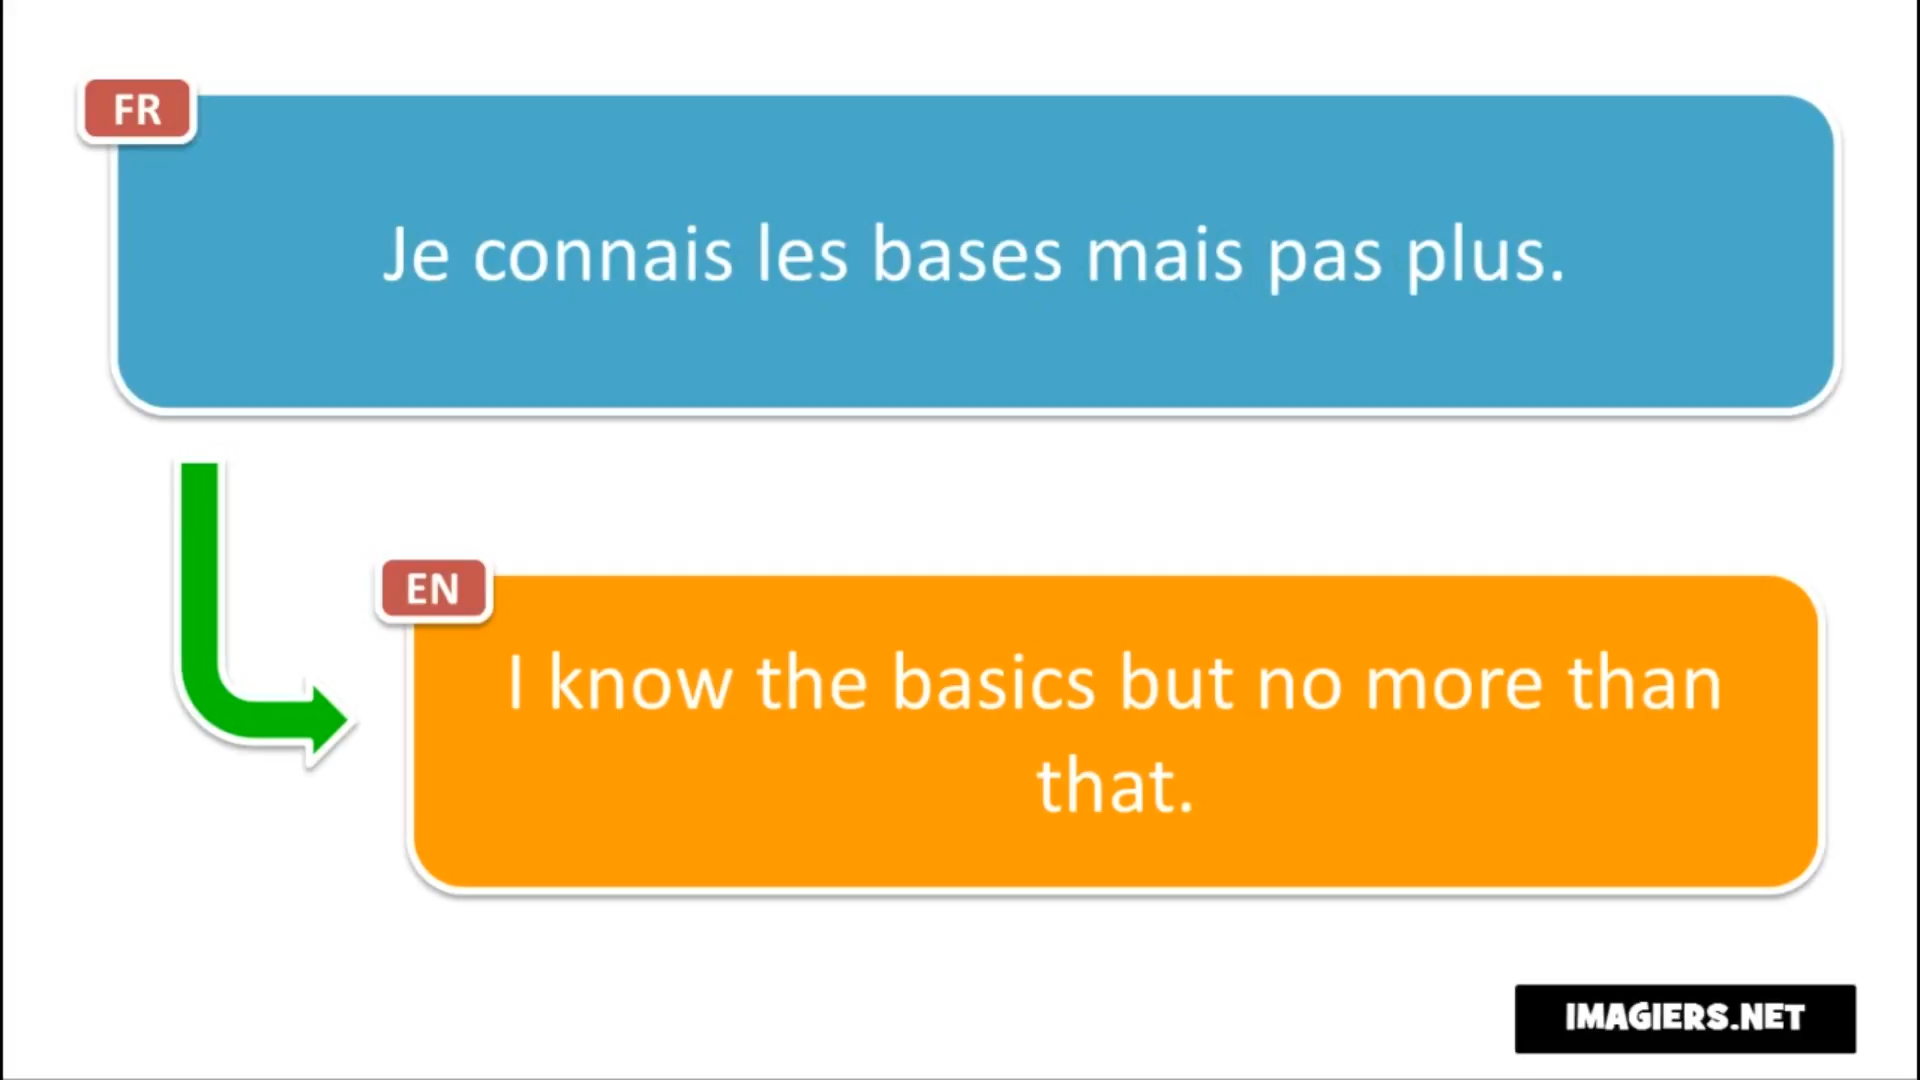 FR
Je connais les bases mais pas plus.
EN
I know the basics but no more than
that.
IMAGIERS.NET